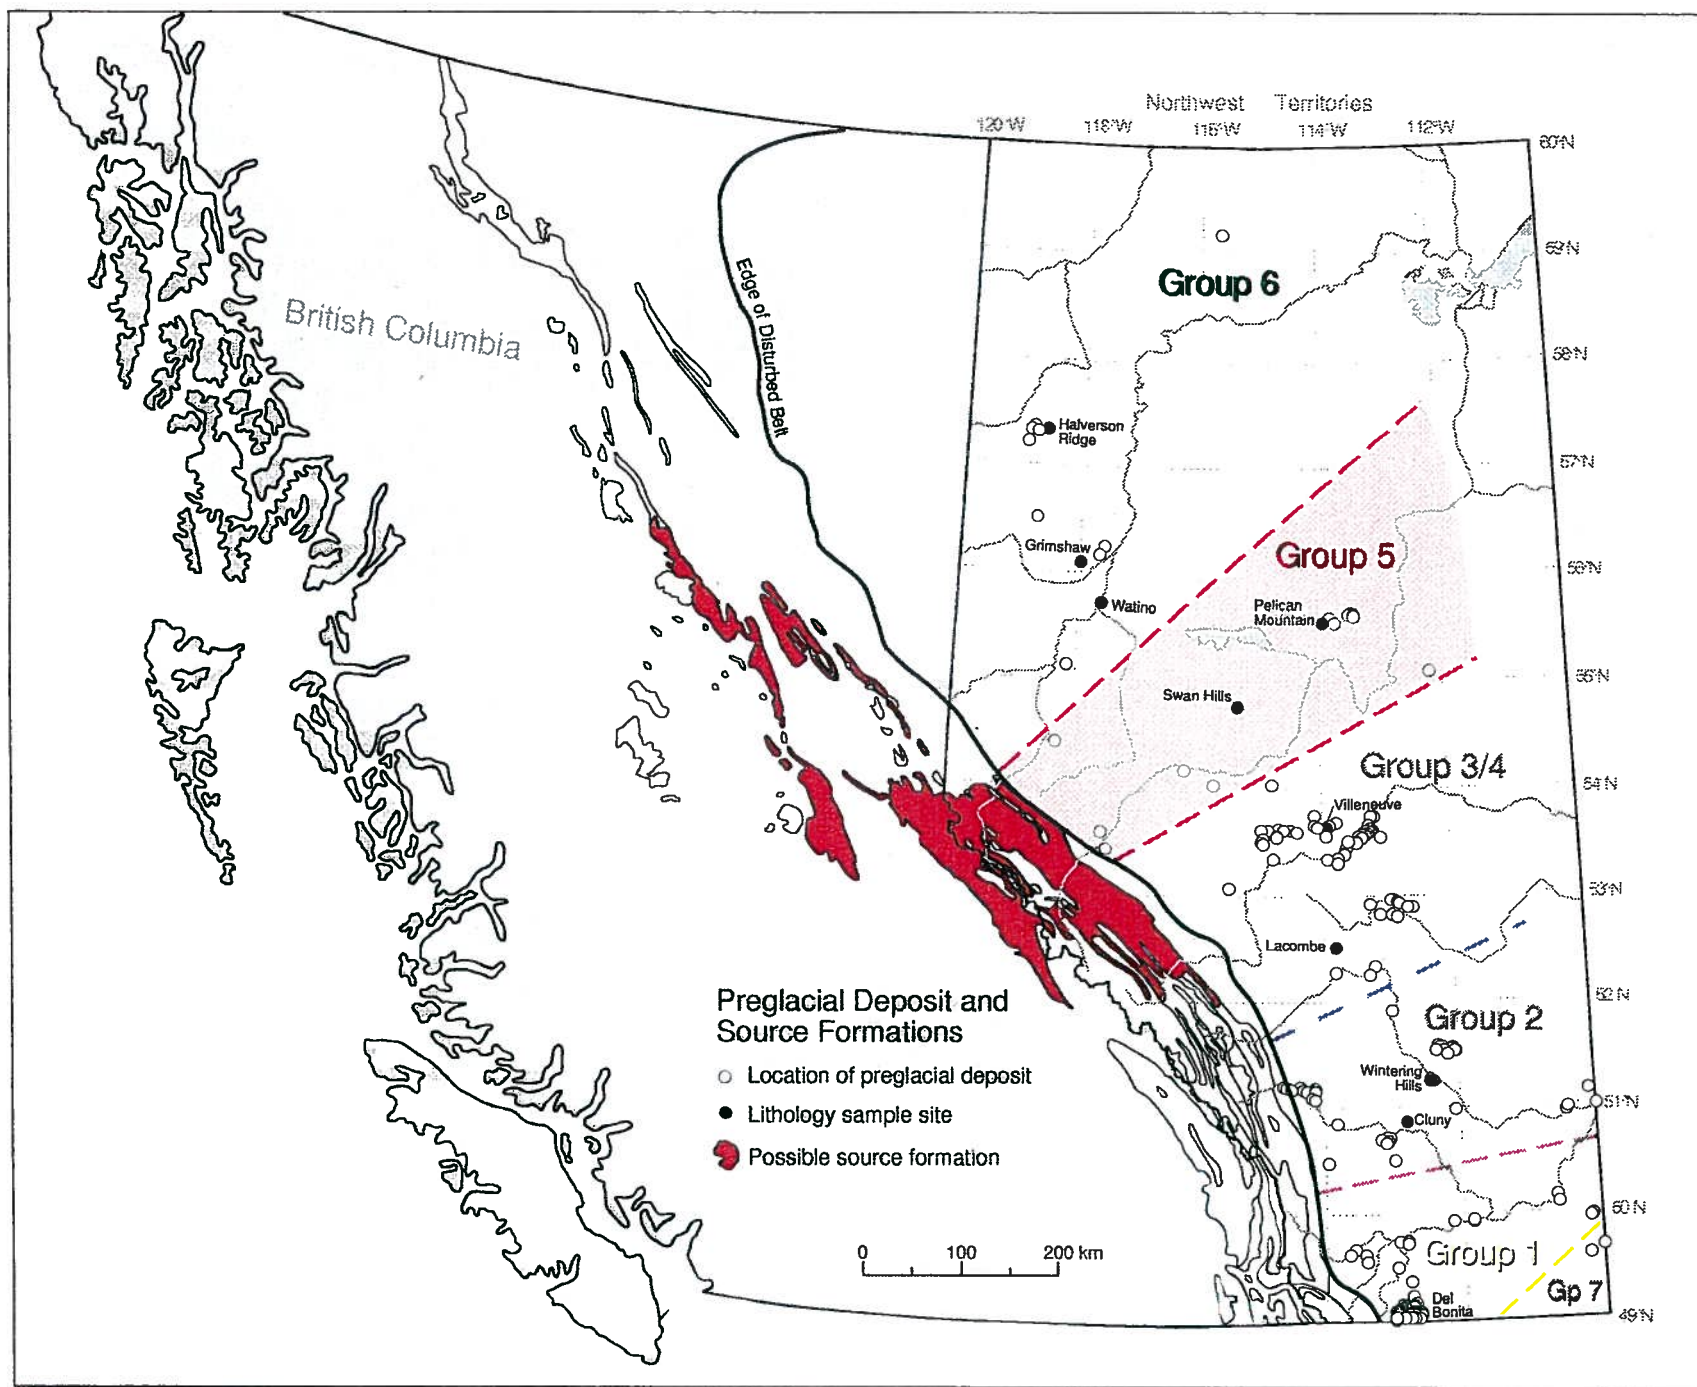 Northwest Territories
120°W 118°W 116°W 114°W 112°W
60°N
59°N
58°N
57°N
56°N
55°N
54°N
53°N
52°N
51°N
50°N
49°N
British Columbia
Edge of Disturbed Belt
Group 6
Halverson
Ridge
Grimshaw
Watino
Group 5
Pelican
Mountain
Swan Hills
Group 3/4
Villeneuve
Lacombe
Group 2
Wintering
Hills
Cluny
Group 1
Gp 7
Del
Bonita
Preglacial Deposit and
Source Formations
Location of preglacial deposit
Lithology sample site
Possible source formation
0 100 200 km